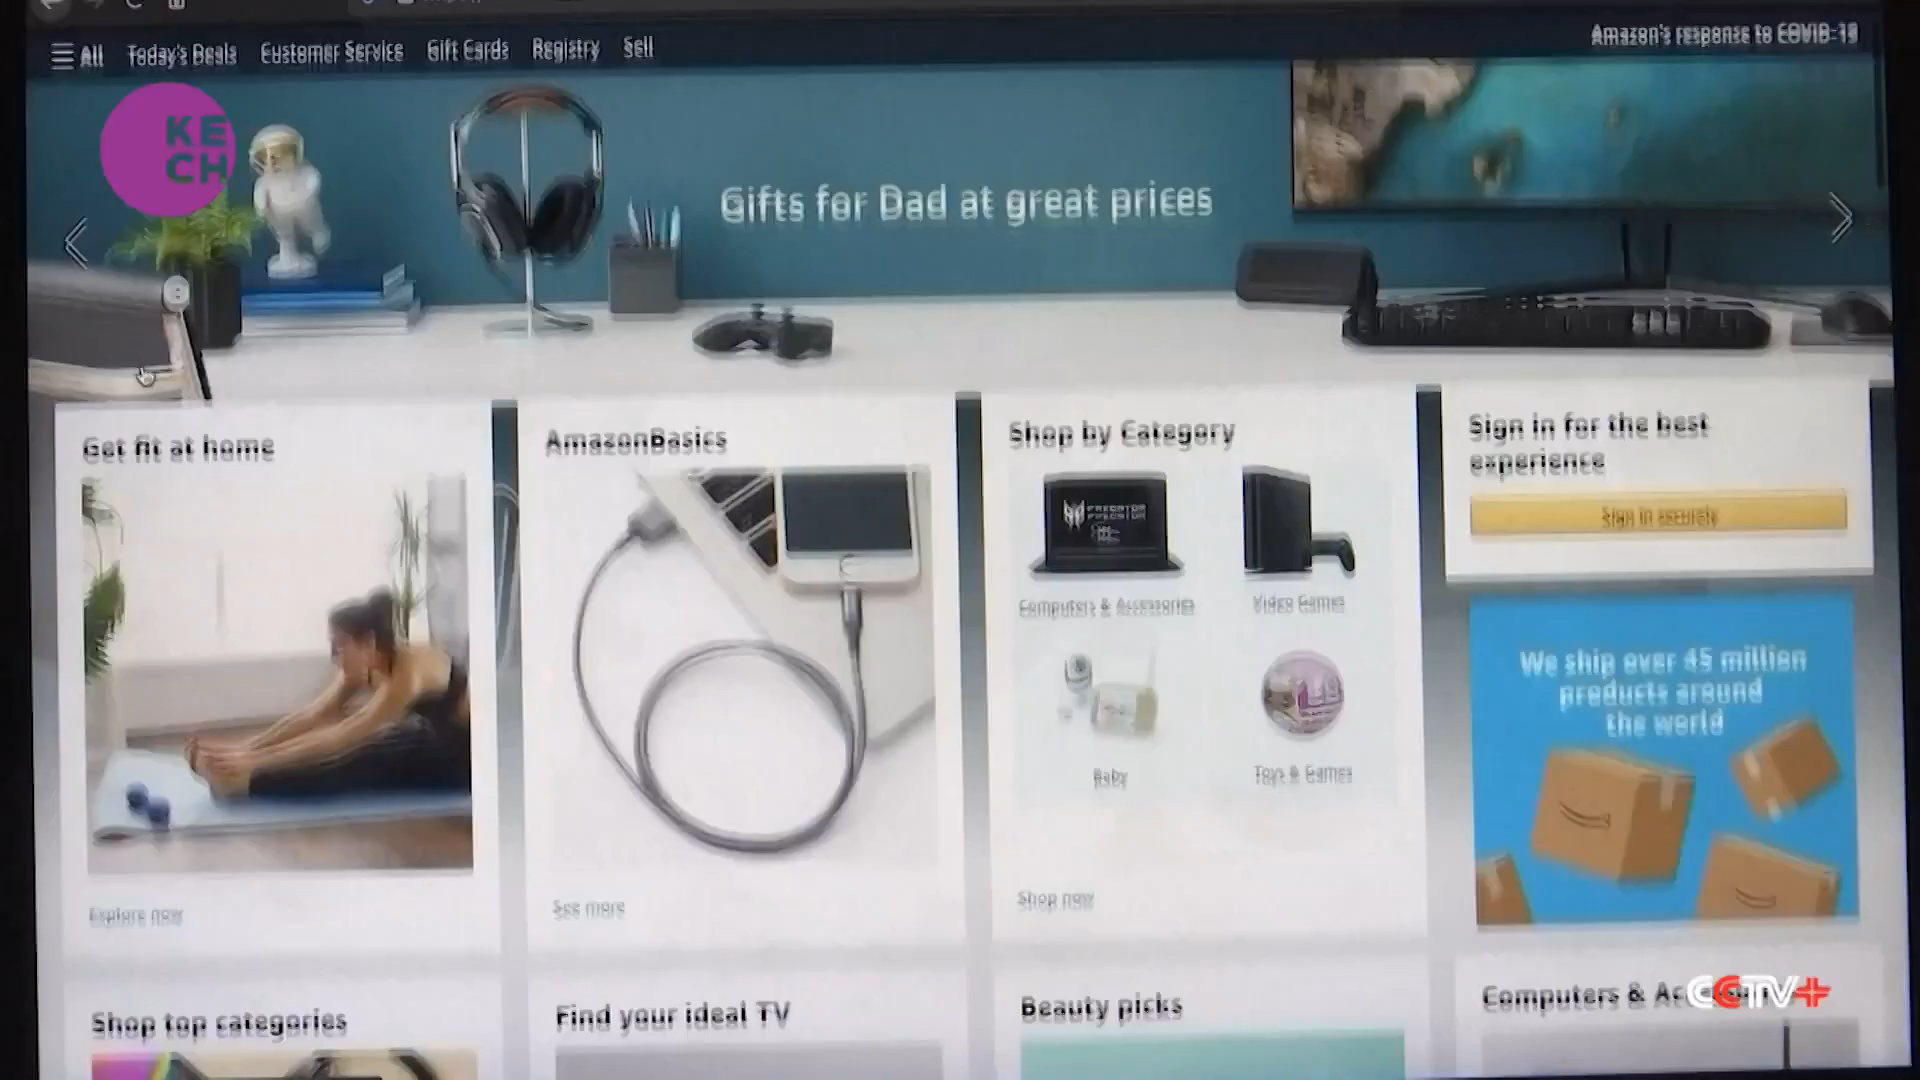 All Today's Deals Customer Service Gift Cards Registry Sell
Amazon's response to COVID-19
KE
CH
Gifts for Dad at great prices
Get fit at home
AmazonBasics
Shop by Category
Sign in for the best
experience
Sign in securely
PREDATOR
Computers & Accessories
Video Games
We ship over 45 million
products around
the world
Baby
Toys & Games
Explore now
See more
Shop now
Shop top categories
Find your ideal TV
Beauty picks
Computers &
CCTV+